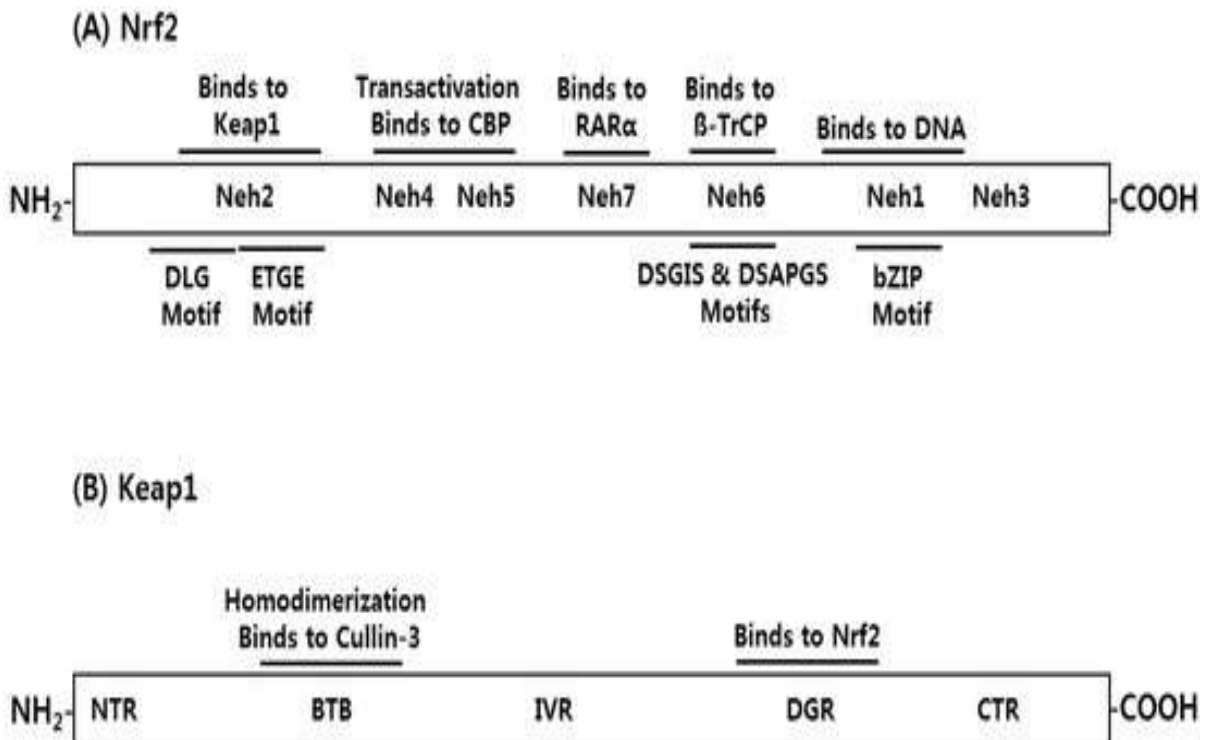 (A) Nrf2
Binds to Keap1
Transactivation Binds to CBP
Binds to RARα
Binds to ß-TrCP
Binds to DNA
NH2- Neh2 Neh4 Neh5 Neh7 Neh6 Neh1 Neh3 -COOH
DLG Motif
ETGE Motif
DSGIS & DSAPGS Motifs
bZIP Motif
(B) Keap1
Homodimerization
Binds to Cullin-3
Binds to Nrf2
NH2- NTR BTB IVR DGR CTR -COOH